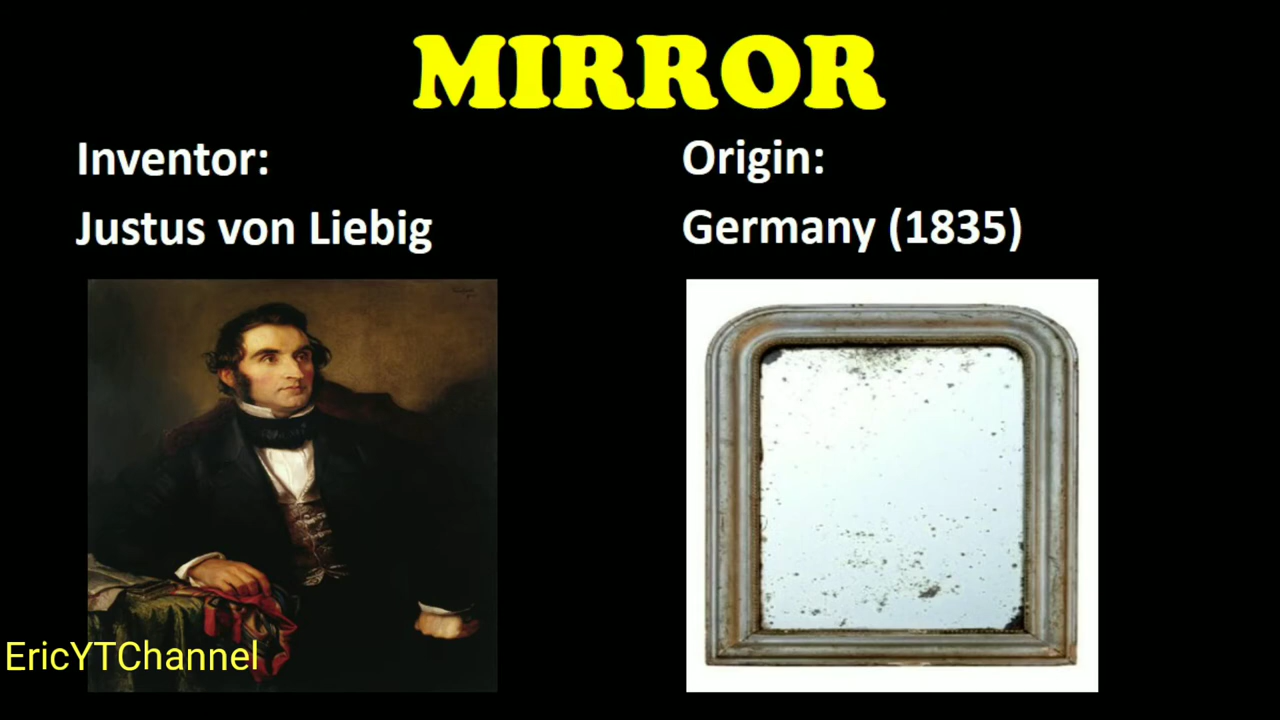 MIRROR
Inventor:
Justus von Liebig
Origin:
Germany (1835)
EricYTChannel